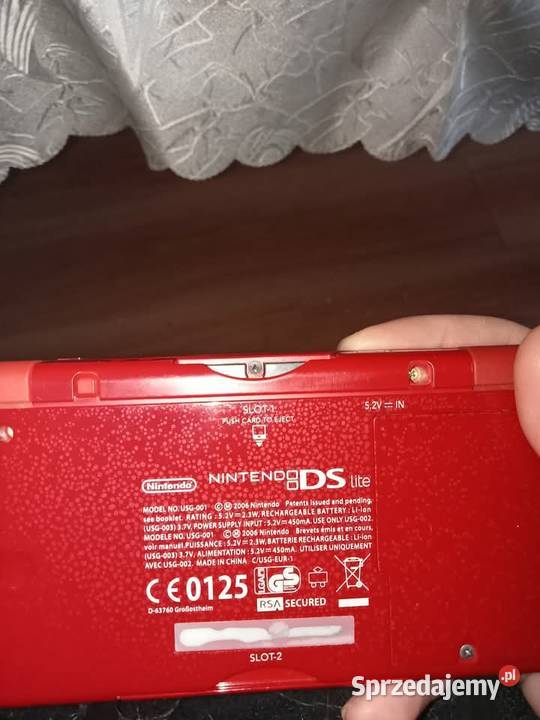 SLOT-1
PUSH CARD TO EJECT
5.2V IN
Nintendo
NINTENDO DS lite
MODEL NO. USG-001 ©Ⓜ 2006 Nintendo Patents issued and pending,
see booklet. RATING : 5.2V⎓2.3W, RECHARGEABLE BATTERY : Li-ion
(USG-003) 3.7V, POWER SUPPLY INPUT : 5.2V⎓450mA. USE ONLY USG-002.
MODELE NO. USG-001 ©Ⓜ 2006 Nintendo Brevets émis et en cours,
voir manuel PUISSANCE : 5.2V⎓2.3W, BATTERIE RECHARGEABLE : Li-ion
(USG-003) 3.7V, ALIMENTATION : 5.2V⎓450mA. UTILISER UNIQUEMENT
AVEC USG-002. MADE IN CHINA C/USG-EUR-1
CE0125
LGA PS
D-63760 Großostheim
RSA SECURED
SLOT-2
Sprzedajemy.pl